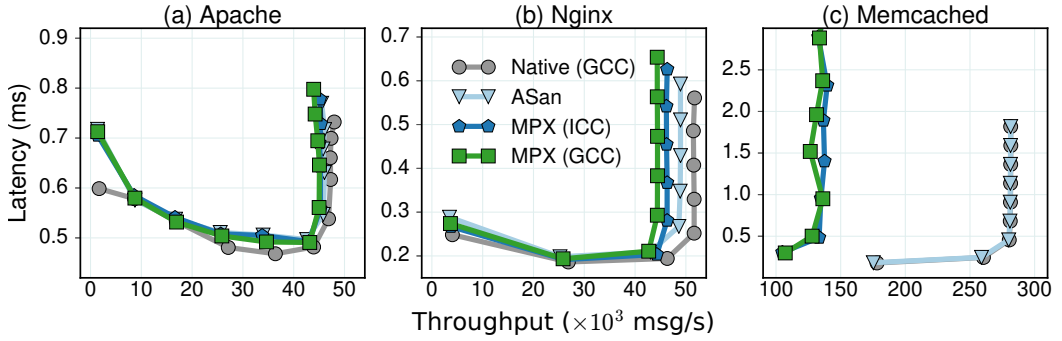 (a) Apache
(b) Nginx
(c) Memcached
Latency (ms)
0.9
0.8
0.7
0.6
0.5
0 10 20 30 40 50
0.7
0.6
0.5
0.4
0.3
0.2
0 10 20 30 40 50
Native (GCC)
ASan
MPX (ICC)
MPX (GCC)
2.5
2.0
1.5
1.0
0.5
100 150 200 250 300
Throughput (×10³ msg/s)